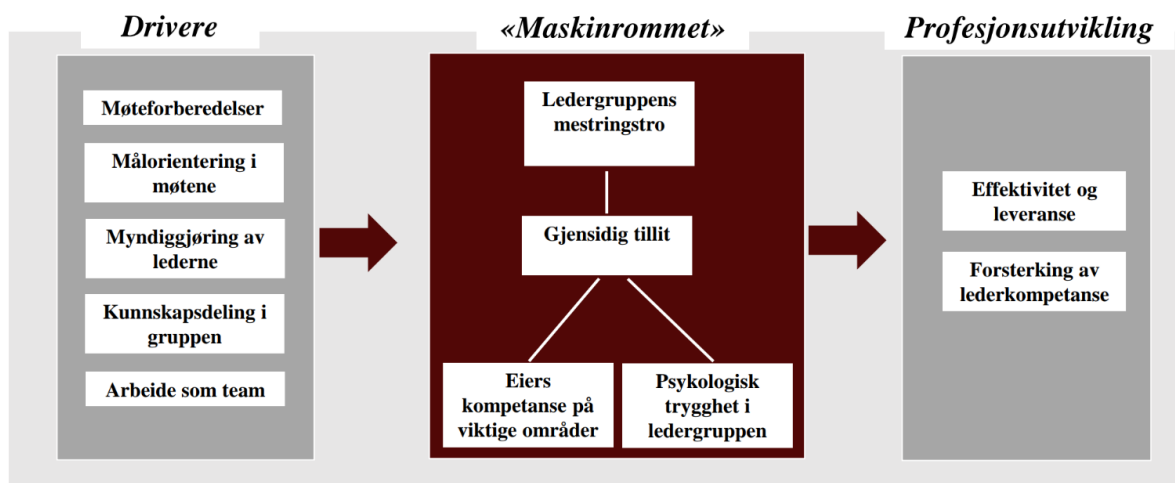 Drivere
Møteforberedelser
Målorientering i
møtene
Myndiggjøring av
lederne
Kunnskapsdeling i
gruppen
Arbeide som team
«Maskinrommet»
Ledergruppens
mestringstro
Gjensidig tillit
Eiers
kompetanse på
viktige områder
Psykologisk
trygghet i
ledergruppen
Profesjonsutvikling
Effektivitet og
leveranse
Forsterking av
lederkompetanse